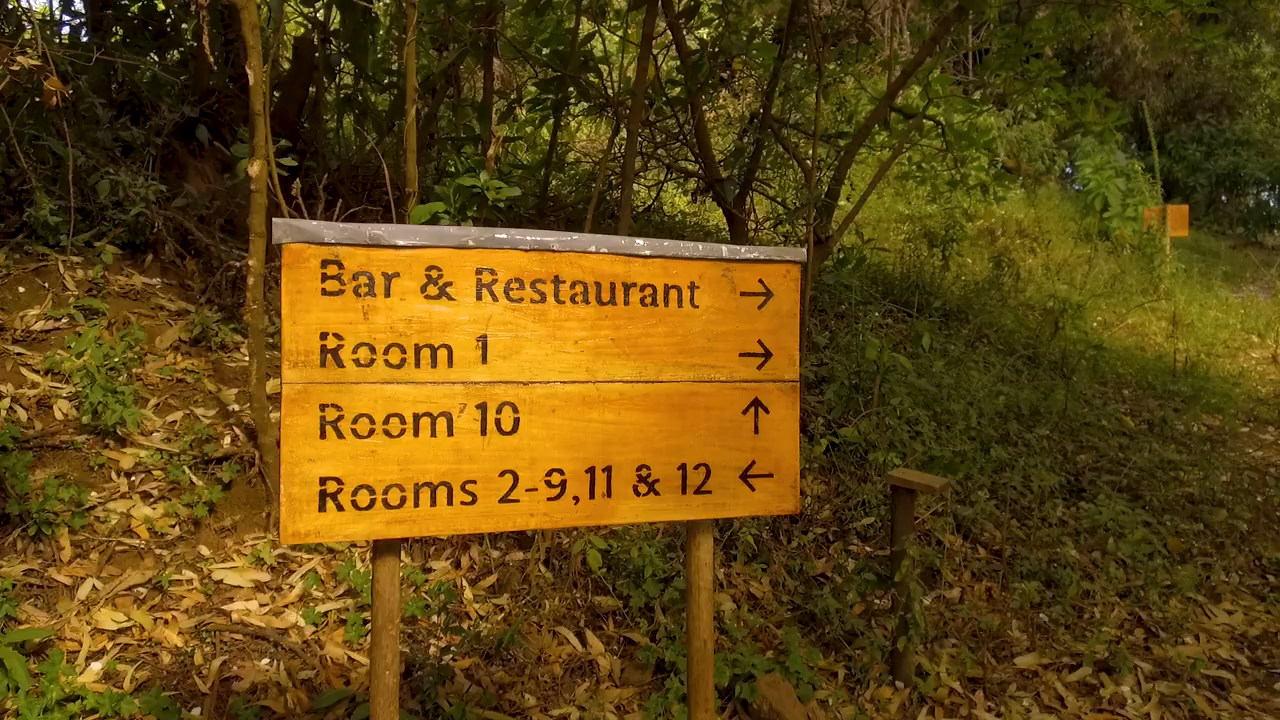 Bar & Restaurant →
Room 1 →
Room 10 ↑
Rooms 2-9,11 & 12 ←